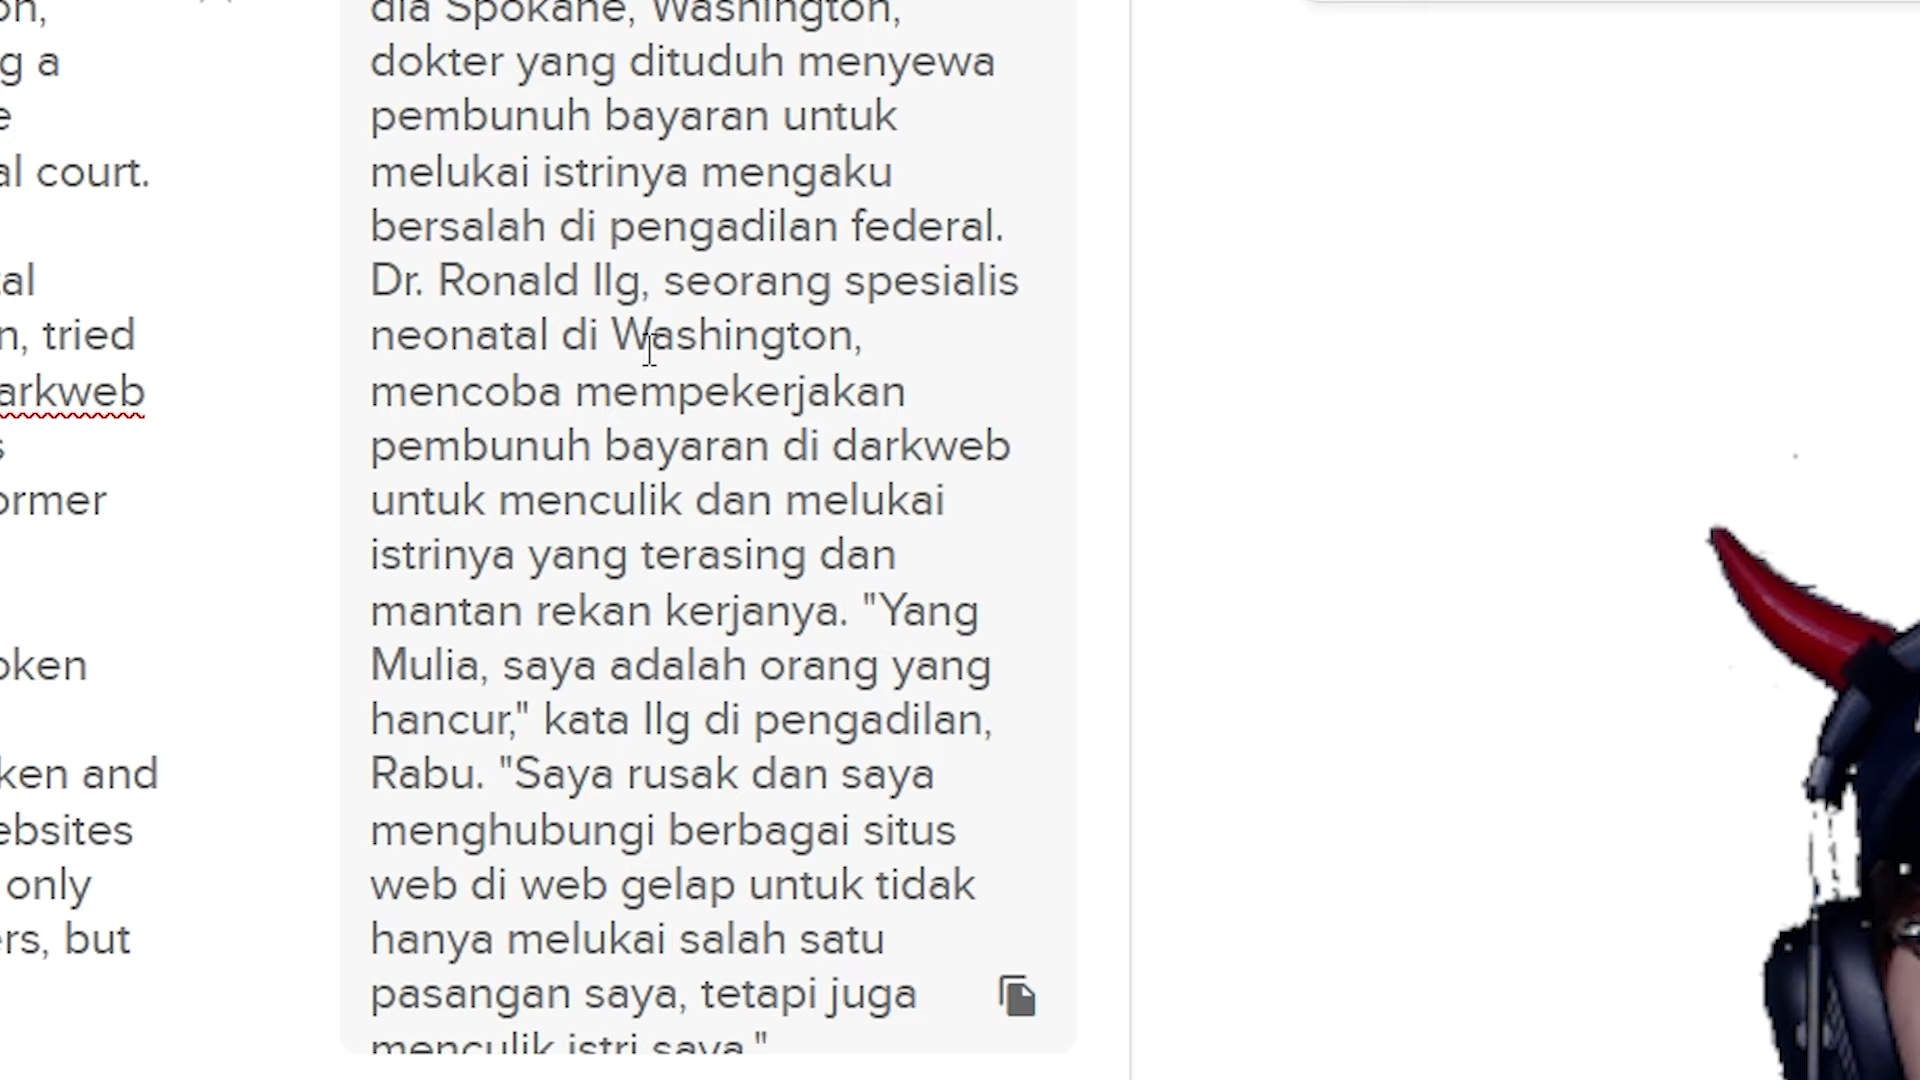 on,
g a
e
al court.
tal
n, tried
arkweb
s
ormer
oken
ken and
ebsites
only
ers, but
dia Spokane, Washington,
dokter yang dituduh menyewa
pembunuh bayaran untuk
melukai istrinya mengaku
bersalah di pengadilan federal.
Dr. Ronald Ilg, seorang spesialis
neonatal di Washington,
mencoba mempekerjakan
pembunuh bayaran di darkweb
untuk menculik dan melukai
istrinya yang terasing dan
mantan rekan kerjanya. "Yang
Mulia, saya adalah orang yang
hancur," kata Ilg di pengadilan,
Rabu. "Saya rusak dan saya
menghubungi berbagai situs
web di web gelap untuk tidak
hanya melukai salah satu
pasangan saya, tetapi juga
menculik istri saya."